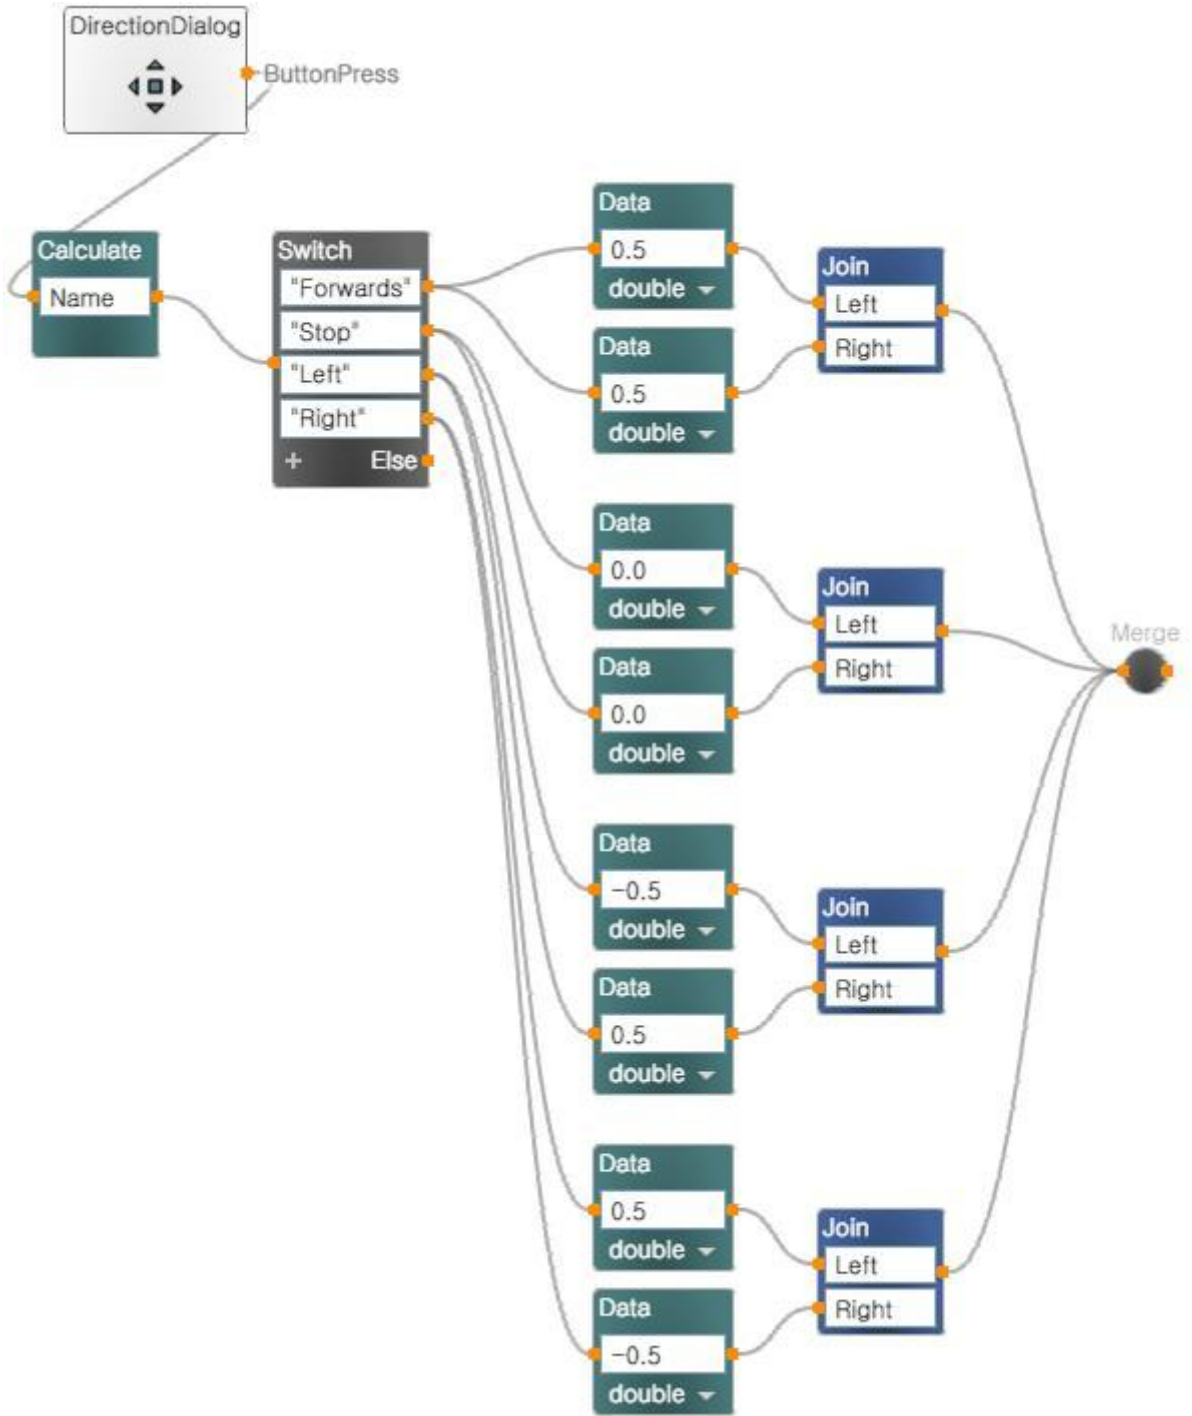 DirectionDialog
ButtonPress
Calculate
Name
Switch
"Forwards"
"Stop"
"Left"
"Right"
+ Else
Data
0.5
double
Data
0.5
double
Join
Left
Right
Data
0.0
double
Data
0.0
double
Join
Left
Right
Merge
Data
-0.5
double
Data
0.5
double
Join
Left
Right
Data
0.5
double
Data
-0.5
double
Join
Left
Right